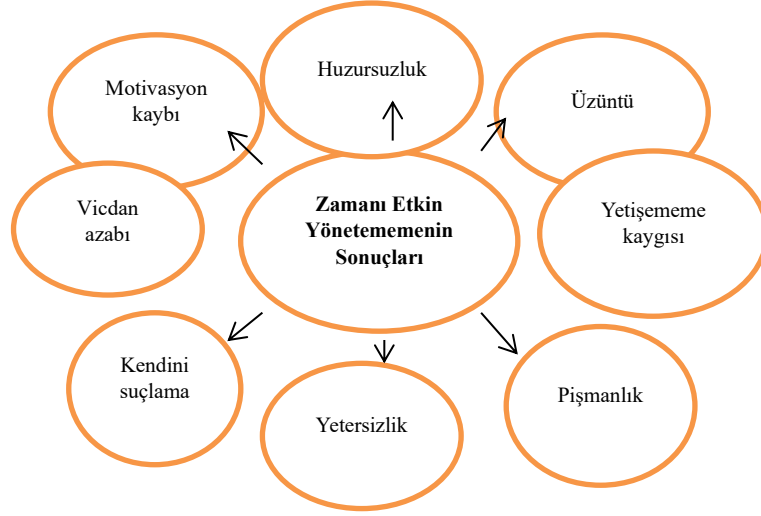 Huzursuzluk
Motivasyon
kaybı
Üzüntü
Vicdan
azabı
Zamanı Etkin
Yönetememenin
Sonuçları
Yetişememe
kaygısı
Kendini
suçlama
Yetersizlik
Pişmanlık